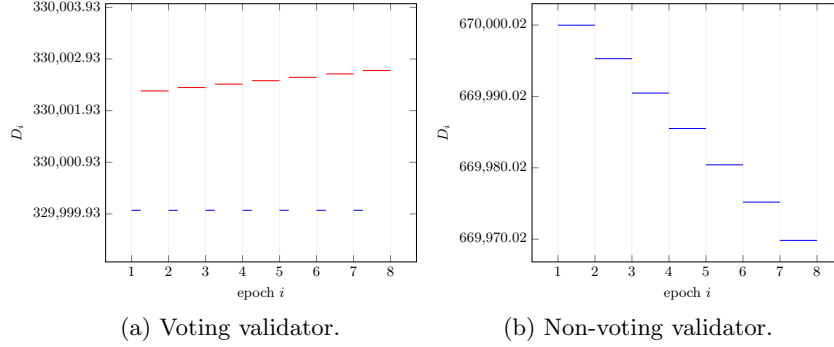 330,003.93
330,002.93
330,001.93
330,000.93
329,999.93
D_i
1 2 3 4 5 6 7 8
epoch i
(a) Voting validator.
670,000.02
669,990.02
669,980.02
669,970.02
D_i
1 2 3 4 5 6 7 8
epoch i
(b) Non-voting validator.